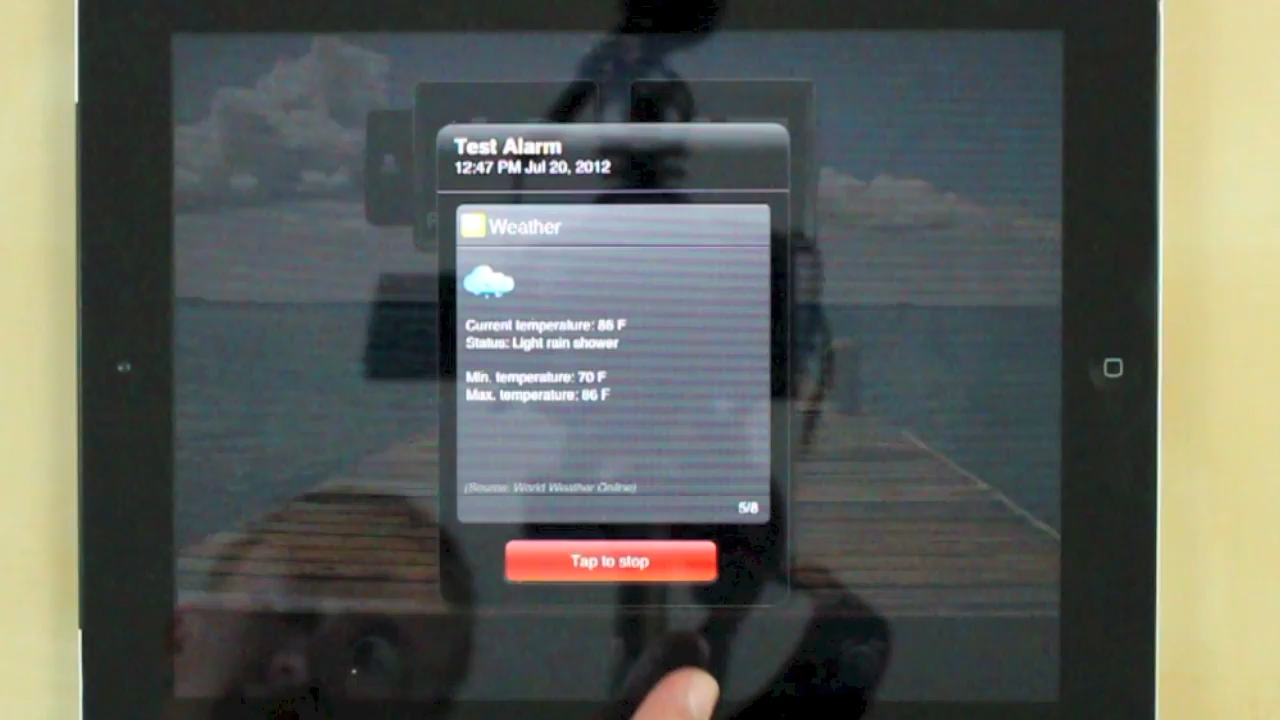 Test Alarm
12:47 PM Jul 20, 2012
Weather
Current temperature: 86 F
Status: Light rain shower
Min. temperature: 70 F
Max. temperature: 86 F
(Source: World Weather Online)
5/8
Tap to stop